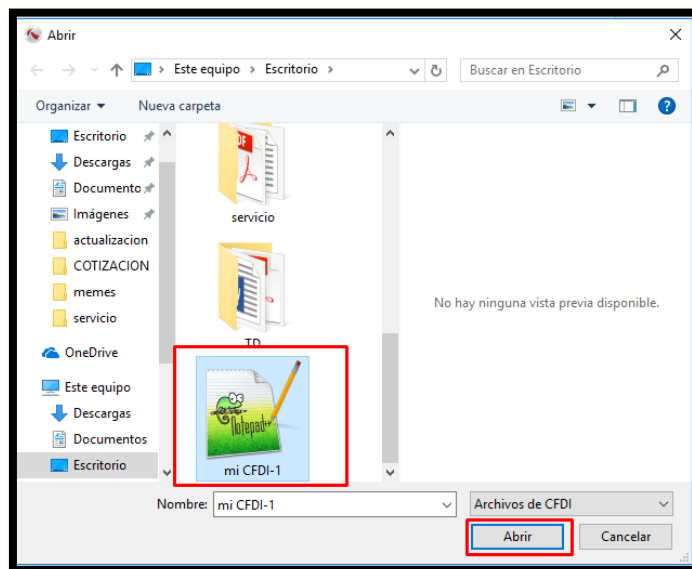 Abrir
Este equipo > Escritorio >
Buscar en Escritorio
Organizar
Nueva carpeta
Escritorio
Descargas
Documento
Imágenes
actualizacion
COTIZACION
memes
servicio
OneDrive
Este equipo
Descargas
Documentos
Escritorio
servicio
TD
Notepad++
mi CFDI-1
No hay ninguna vista previa disponible.
Nombre: mi CFDI-1
Archivos de CFDI
Abrir
Cancelar